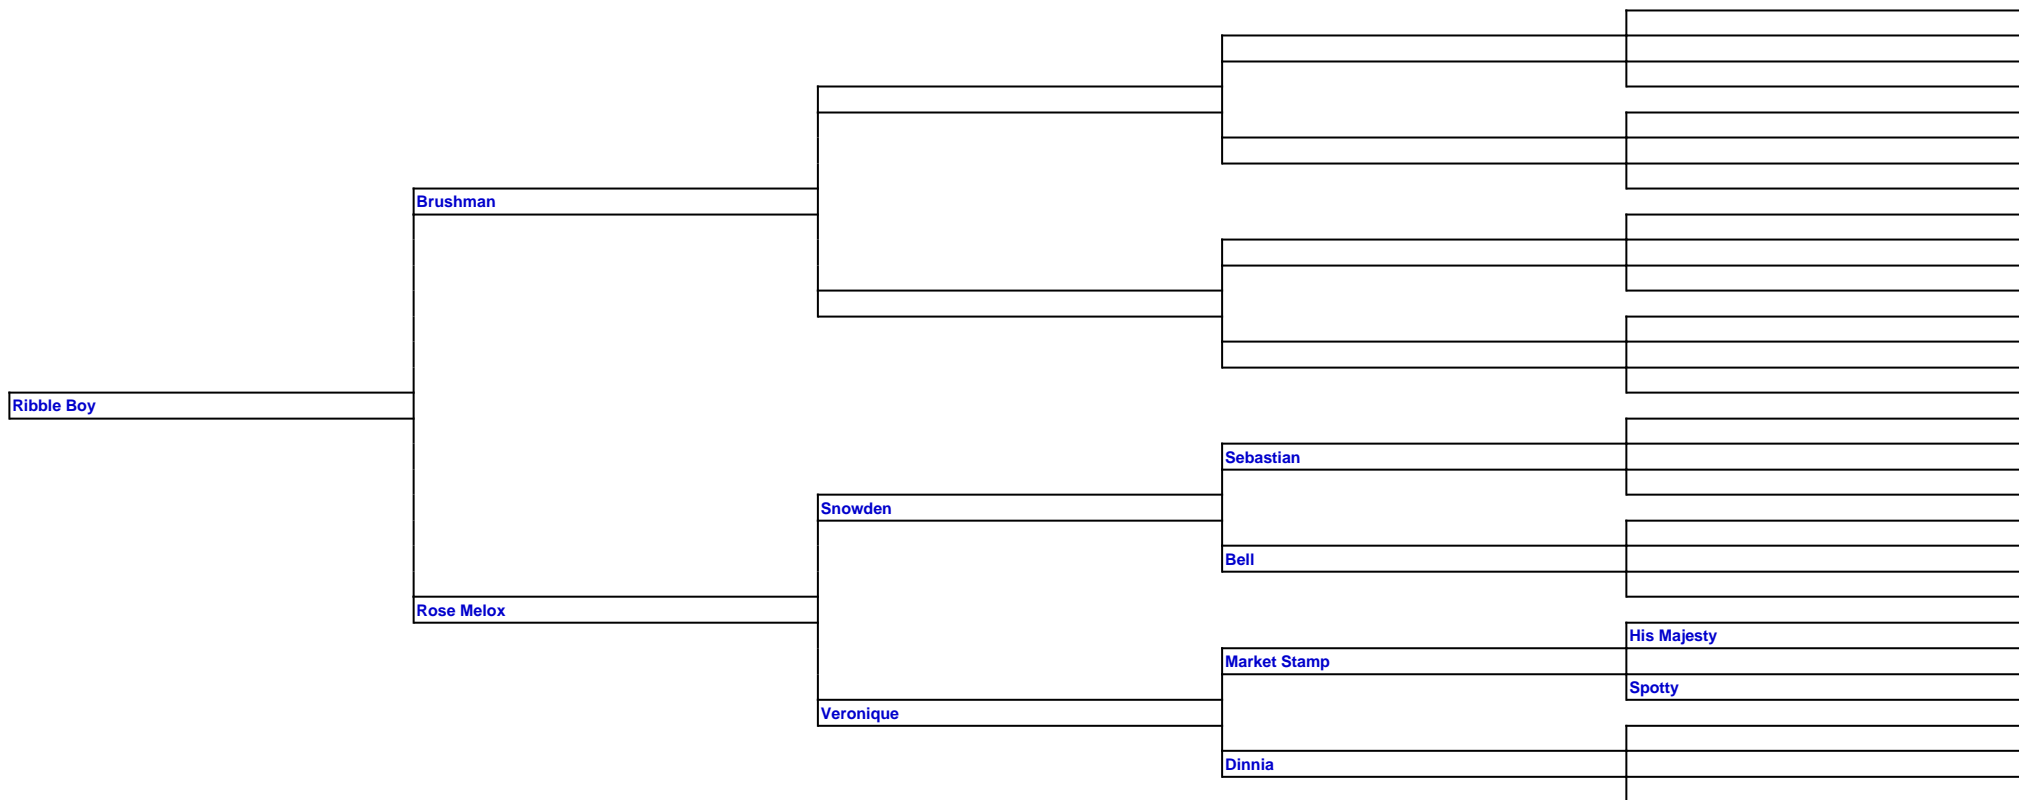 Brushman
Ribble Boy
Sebastian
Snowden
Bell
Rose Melox
His Majesty
Market Stamp
Spotty
Veronique
Dinnia